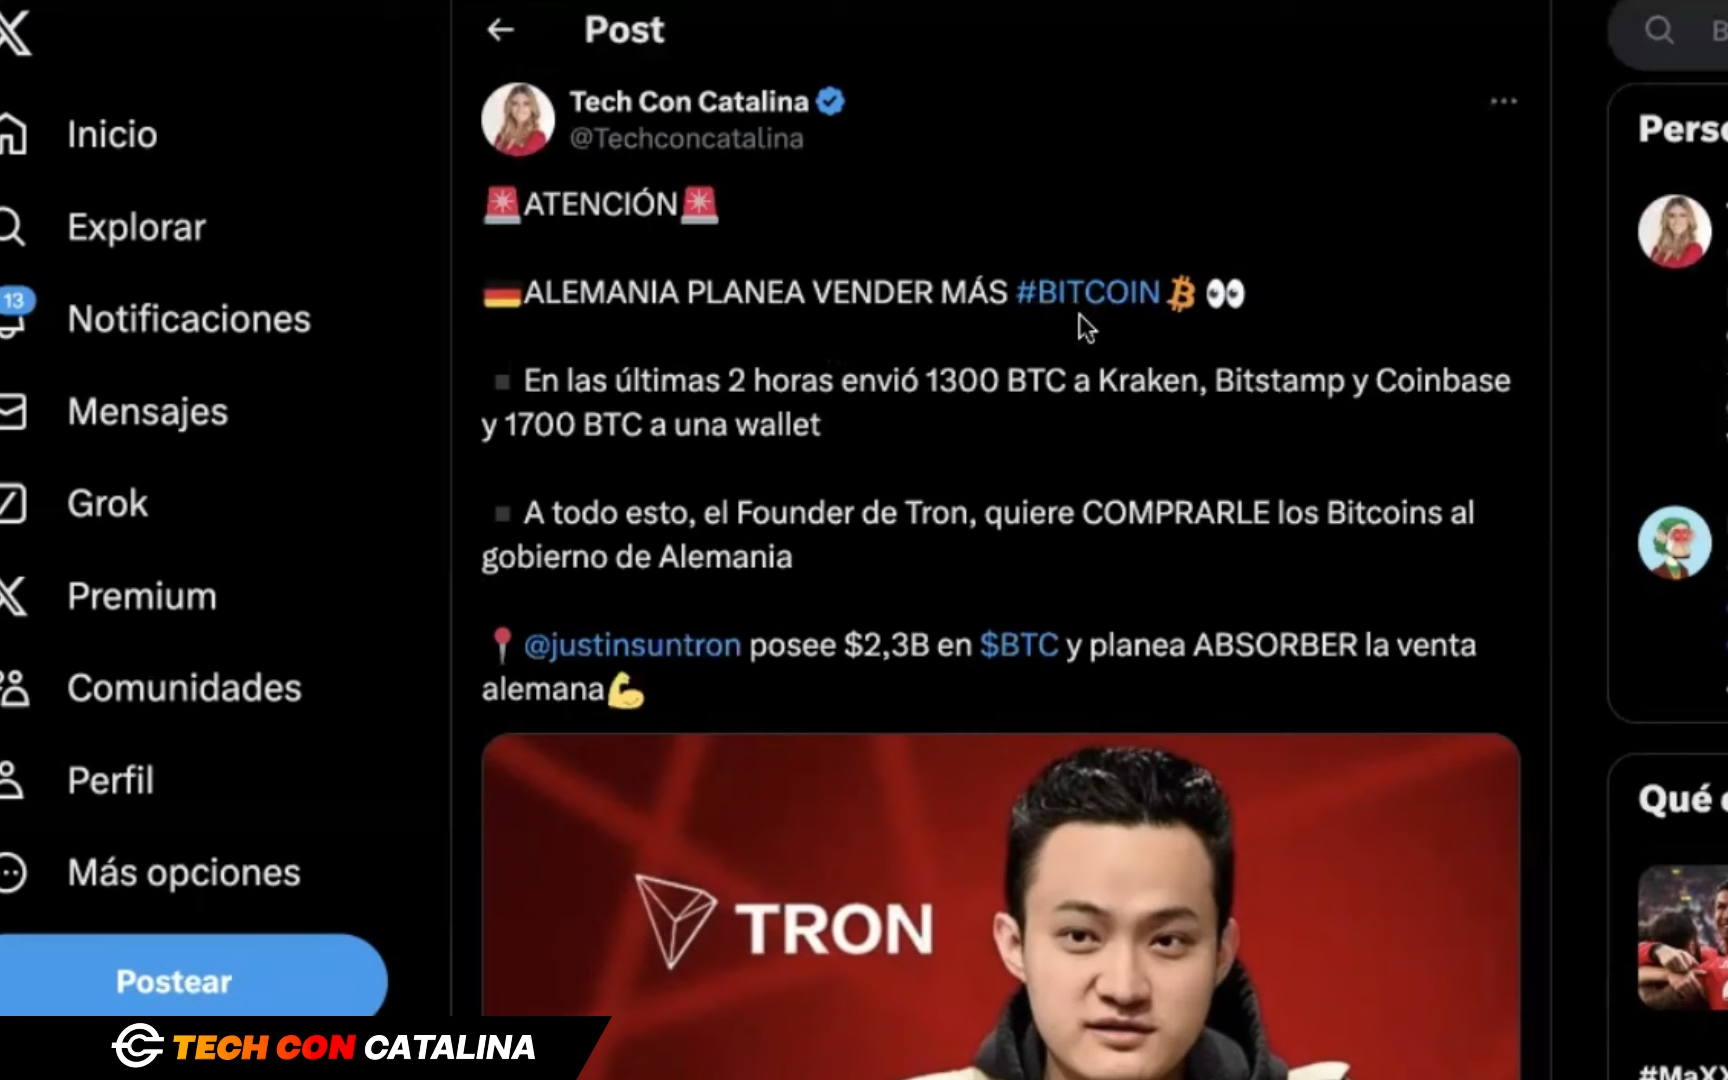 Post
Tech Con Catalina
@Techconcatalina
Inicio
Explorar
13
Notificaciones
Mensajes
Grok
Premium
Comunidades
Perfil
Más opciones
Postear
🚨ATENCIÓN🚨
🇩🇪ALEMANIA PLANEA VENDER MÁS #BITCOIN 👀
▪️En las últimas 2 horas envió 1300 BTC a Kraken, Bitstamp y Coinbase
y 1700 BTC a una wallet
▪️A todo esto, el Founder de Tron, quiere COMPRARLE los Bitcoins al
gobierno de Alemania
📍@justinsuntron posee $2,3B en $BTC y planea ABSORBER la venta
alemana💪
TRON
Qué
TECH CON CATALINA